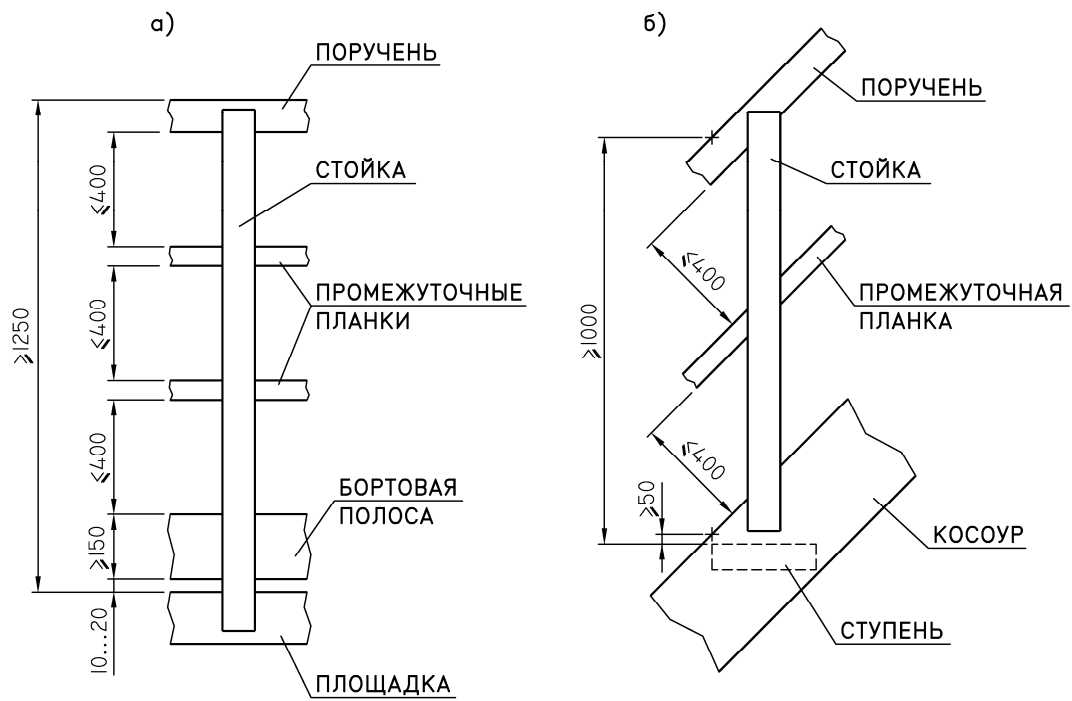 а)
ПОРУЧЕНЬ
СТОЙКА
ПРОМЕЖУТОЧНЫЕ
ПЛАНКИ
БОРТОВАЯ
ПОЛОСА
ПЛОЩАДКА
⩾1250
⩽400
⩽400
⩽400
⩾150
10...20
б)
ПОРУЧЕНЬ
СТОЙКА
ПРОМЕЖУТОЧНАЯ
ПЛАНКА
КОСОУР
СТУПЕНЬ
⩾1000
⩽400
⩽400
⩾50